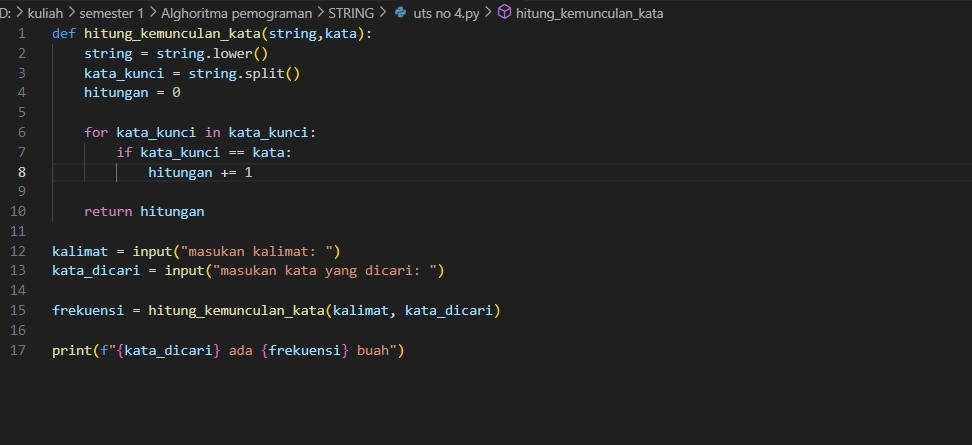 D: > kuliah > semester 1 > Alghoritma pemograman > STRING > uts no 4.py > hitung_kemunculan_kata
1 def hitung_kemunculan_kata(string,kata):
2     string = string.lower()
3     kata_kunci = string.split()
4     hitungan = 0
5
6     for kata_kunci in kata_kunci:
7         if kata_kunci == kata:
8             hitungan += 1
9
10     return hitungan
11
12 kalimat = input("masukan kalimat: ")
13 kata_dicari = input("masukan kata yang dicari: ")
14
15 frekuensi = hitung_kemunculan_kata(kalimat, kata_dicari)
16
17 print(f"{kata_dicari} ada {frekuensi} buah")